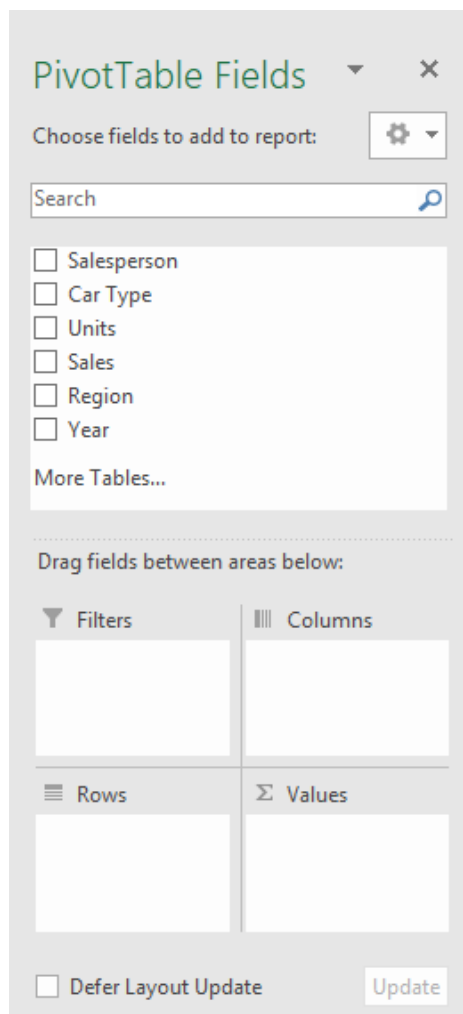 PivotTable Fields
Choose fields to add to report:
Search
Salesperson
Car Type
Units
Sales
Region
Year
More Tables...
Drag fields between areas below:
Filters
Columns
Rows
Σ Values
Defer Layout Update
Update